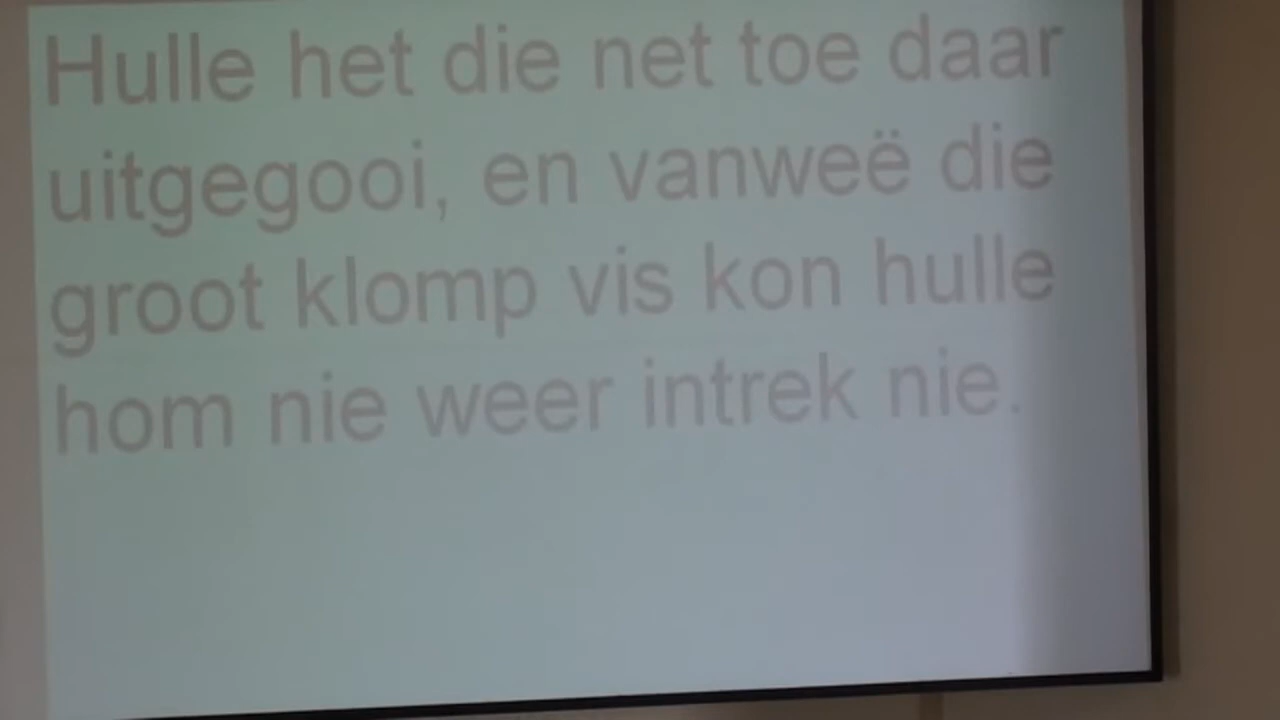 Hulle het die net toe daar
uitgegooi, en vanweë die
groot klomp vis kon hulle
hom nie weer intrek nie.